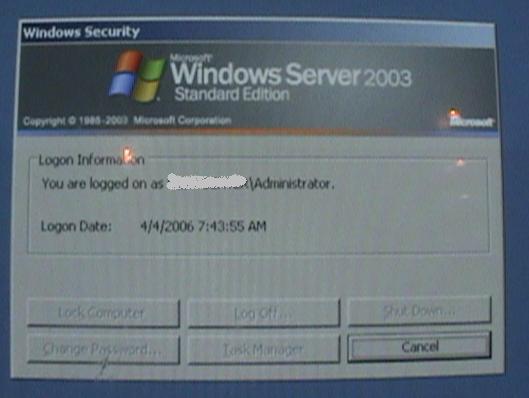 Windows Security
Microsoft
Windows Server 2003
Standard Edition
Copyright © 1985-2003 Microsoft Corporation
Microsoft
Logon Information
You are logged on as \Administrator.
Logon Date: 4/4/2006 7:43:55 AM
Lock Computer Log Off... Shut Down...
Change Password... Task Manager Cancel